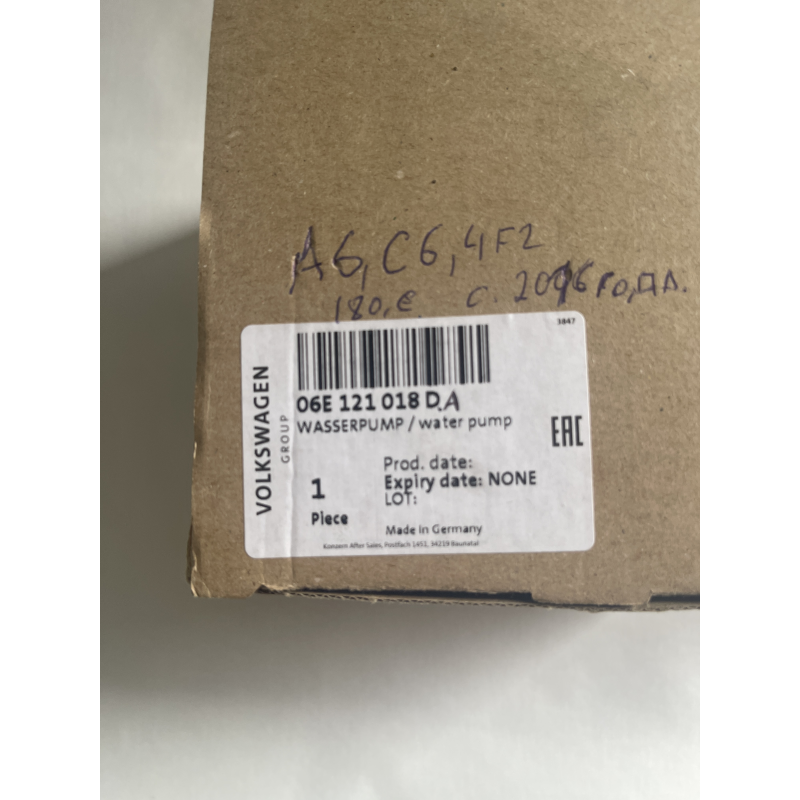 A6, C6, 4F2
180, е. с. 2006 года.
3847
VOLKSWAGEN
GROUP
06E 121 018 D.A
WASSERPUMP / water pump
EAC
Prod. date:
Expiry date: NONE
LOT:
1
Piece
Made in Germany
Konzern After Sales, Postfach 1451, 34219 Baunatal